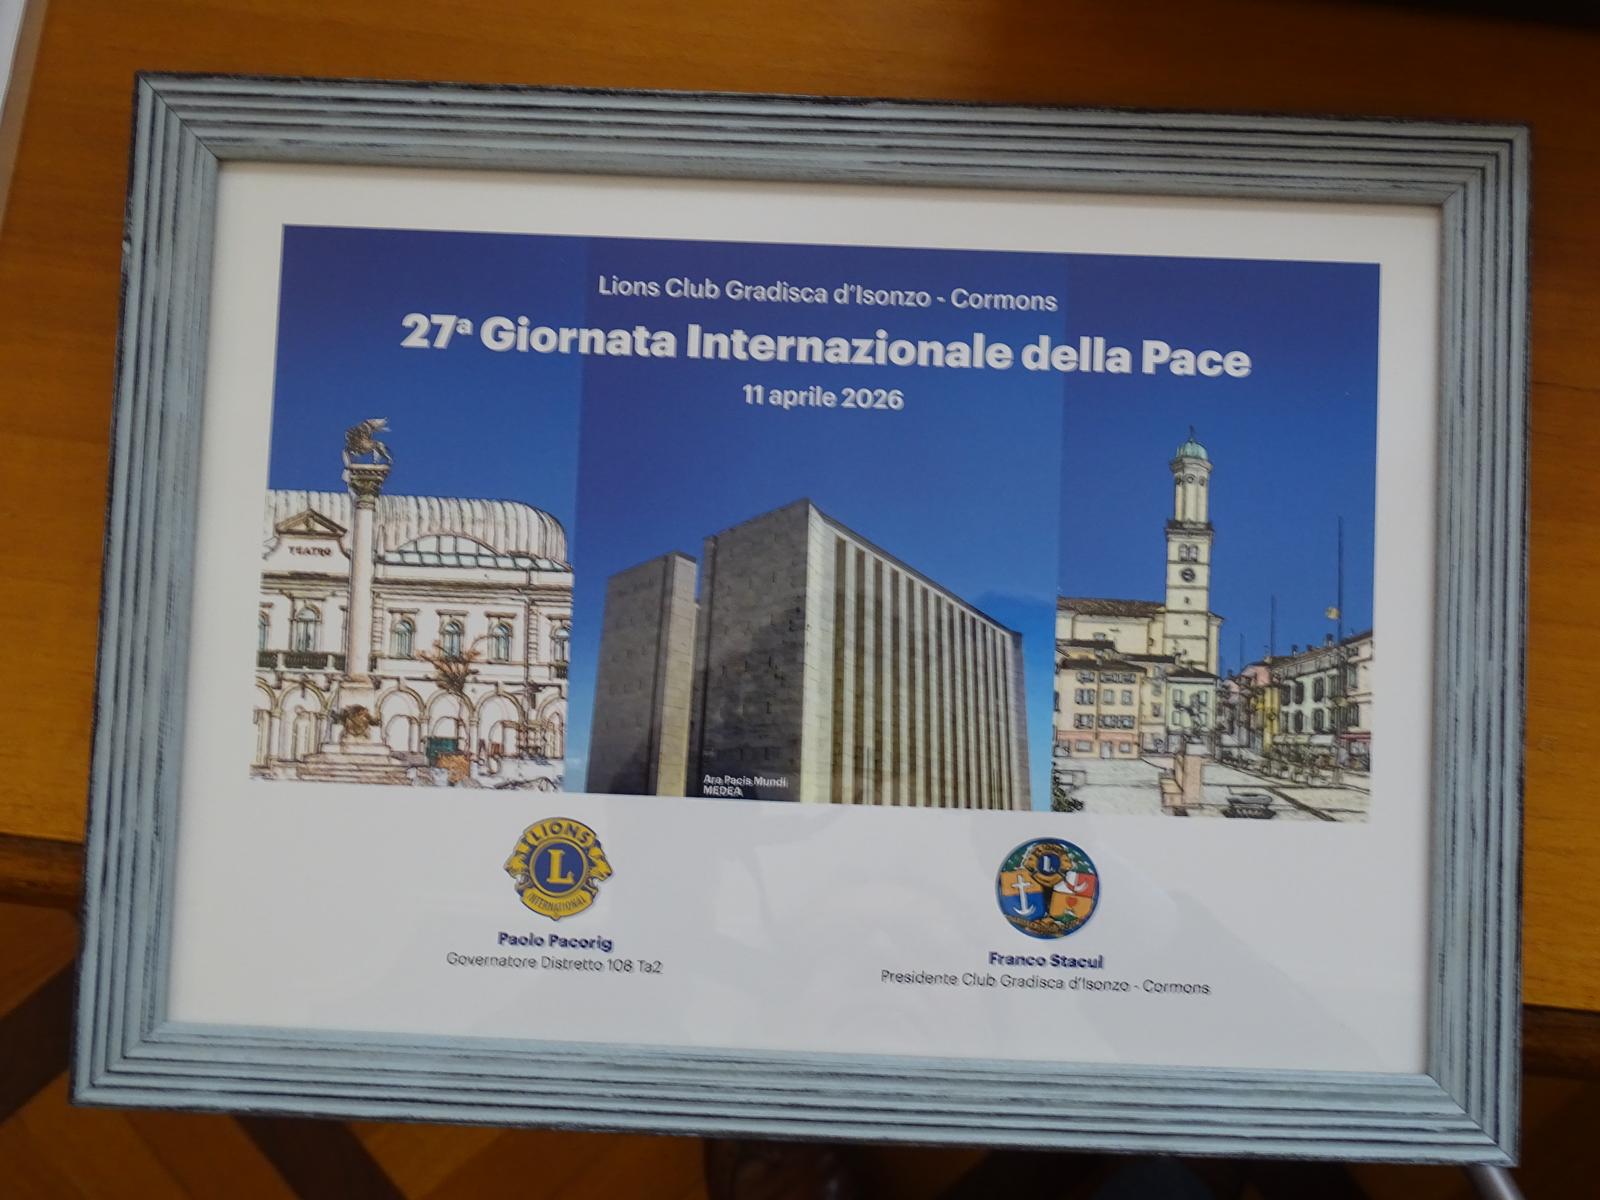 Lions Club Gradisca d'Isonzo - Cormons
27ª Giornata Internazionale della Pace
11 aprile 2026
TEATRO
Ara Pacis Mundi
MEDEA
LIONS
L
INTERNATIONAL
L
Paolo Pacorig
Governatore Distretto 108 Ta2
Franco Stacul
Presidente Club Gradisca d'Isonzo - Cormons